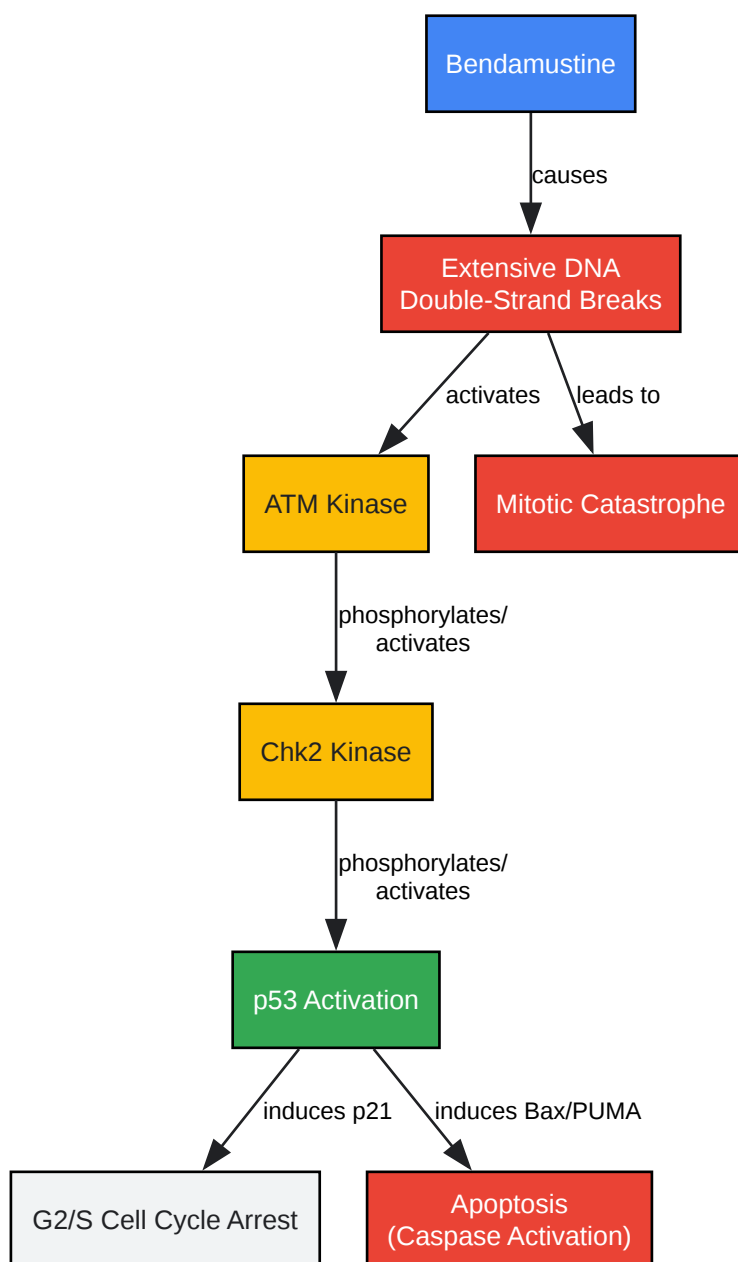 Bendamustine
causes
Extensive DNA
Double-Strand Breaks
activates
leads to
ATM Kinase
Mitotic Catastrophe
phosphorylates/
activates
Chk2 Kinase
phosphorylates/
activates
p53 Activation
induces p21
induces Bax/PUMA
G2/S Cell Cycle Arrest
Apoptosis
(Caspase Activation)